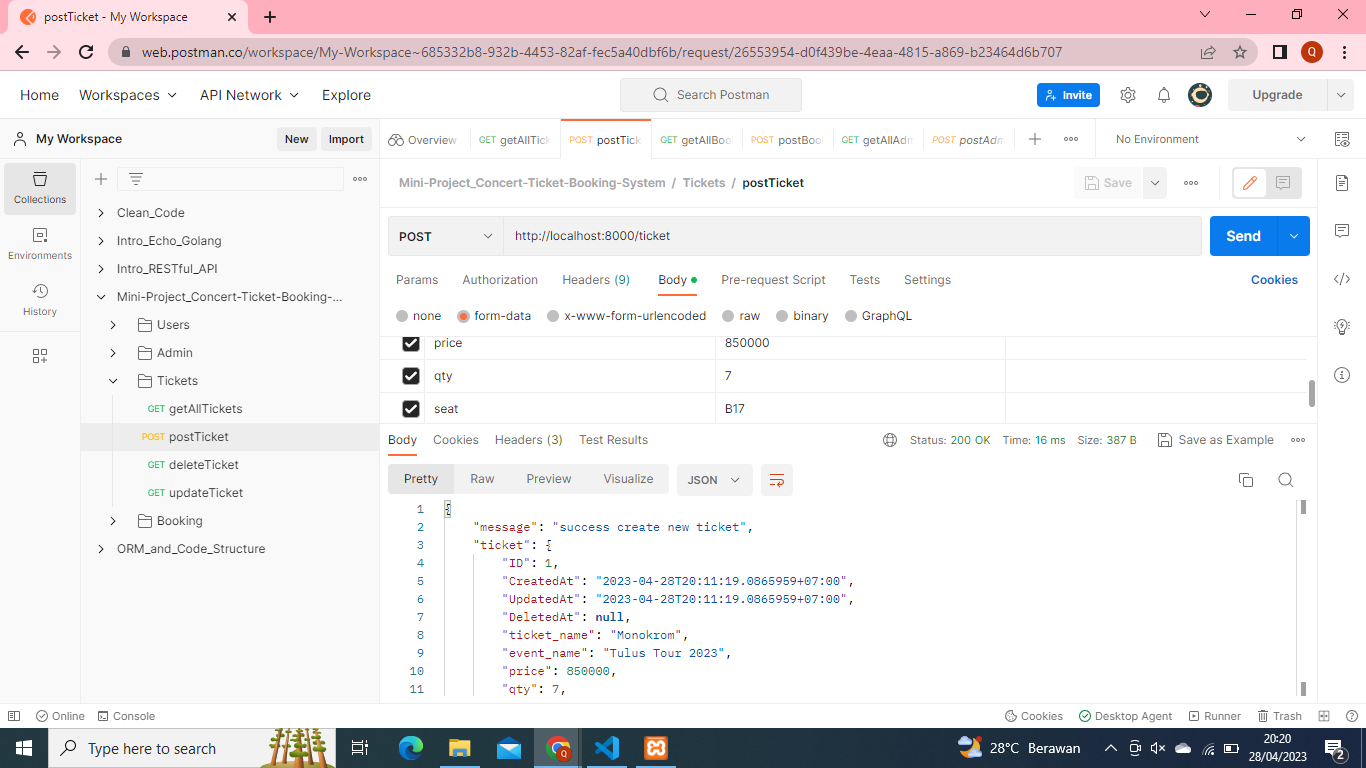 postTicket - My Workspace
web.postman.co/workspace/My-Workspace~685332b8-932b-4453-82af-fec5a40dbf6b/request/26553954-d0f439be-4eaa-4815-a869-b23464d6b707
Q
Home Workspaces API Network Explore Search Postman Invite Upgrade
My Workspace New Import
Overview GET getAllTick POST postTick GET getAllBoo POST postBool GET getAllAdm POST postAdm No Environment
Collections
Environments
History
Clean_Code
Intro_Echo_Golang
Intro_RESTful_API
Mini-Project_Concert-Ticket-Booking-...
Users
Admin
Tickets
GET getAllTickets
POST postTicket
GET deleteTicket
GET updateTicket
Booking
ORM_and_Code_Structure
Mini-Project_Concert-Ticket-Booking-System / Tickets / postTicket Save
POST http://localhost:8000/ticket Send
Params Authorization Headers (9) Body Pre-request Script Tests Settings Cookies
none form-data x-www-form-urlencoded raw binary GraphQL
price 850000
qty 7
seat B17
Body Cookies Headers (3) Test Results Status: 200 OK Time: 16 ms Size: 387 B Save as Example
Pretty Raw Preview Visualize JSON
1 {
2 "message": "success create new ticket",
3 "ticket": {
4 "ID": 1,
5 "CreatedAt": "2023-04-28T20:11:19.0865959+07:00",
6 "UpdatedAt": "2023-04-28T20:11:19.0865959+07:00",
7 "DeletedAt": null,
8 "ticket_name": "Monokrom",
9 "event_name": "Tulus Tour 2023",
10 "price": 850000,
11 "qty": 7,
Online Console Cookies Desktop Agent Runner Trash
Type here to search 28°C Berawan 20:20
28/04/2023 2